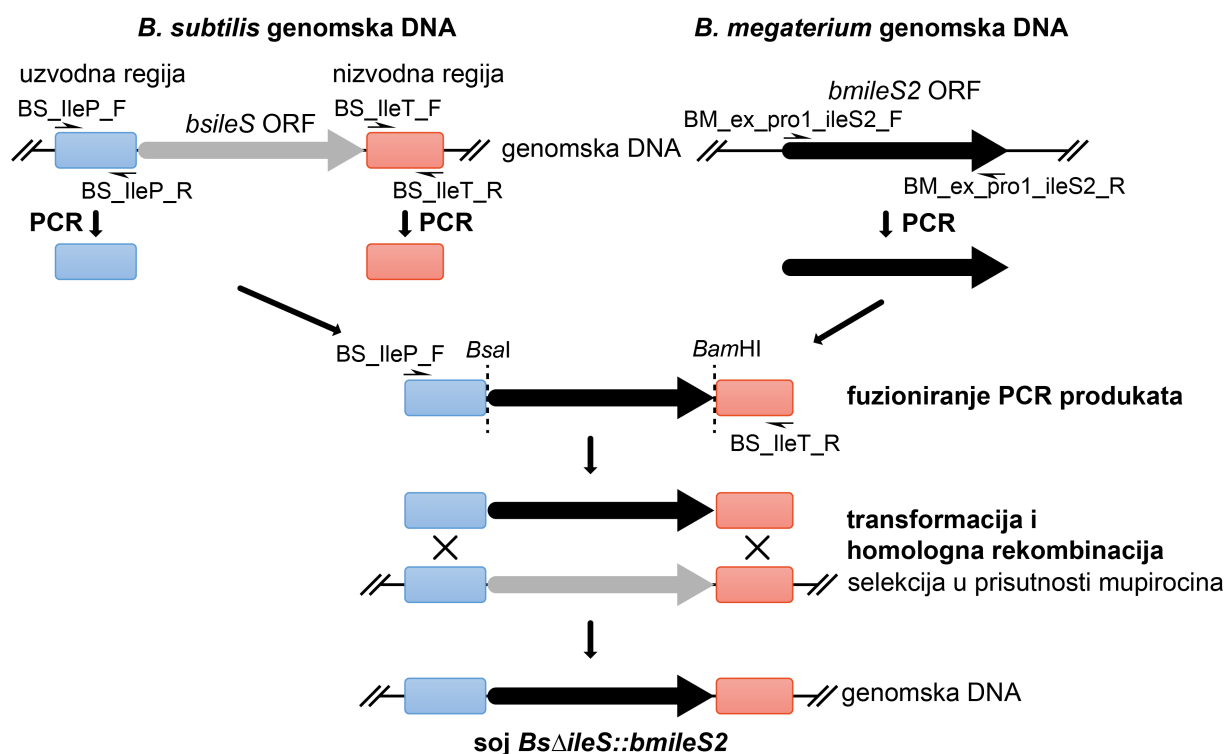 B. subtilis genomska DNA
B. megaterium genomska DNA
uzvodna regija
nizvodna regija
BS_IleP_F
bsileS ORF
BS_IleT_F
BS_IleP_R
BS_IleT_R
genomska DNA
bmileS2 ORF
BM_ex_pro1_ileS2_F
BM_ex_pro1_ileS2_R
PCR
PCR
PCR
BS_IleP_F
BsaI
BamHI
BS_IleT_R
fuzioniranje PCR produkata
transformacija i
homologna rekombinacija
selekcija u prisutnosti mupirocina
genomska DNA
soj BsΔileS::bmileS2